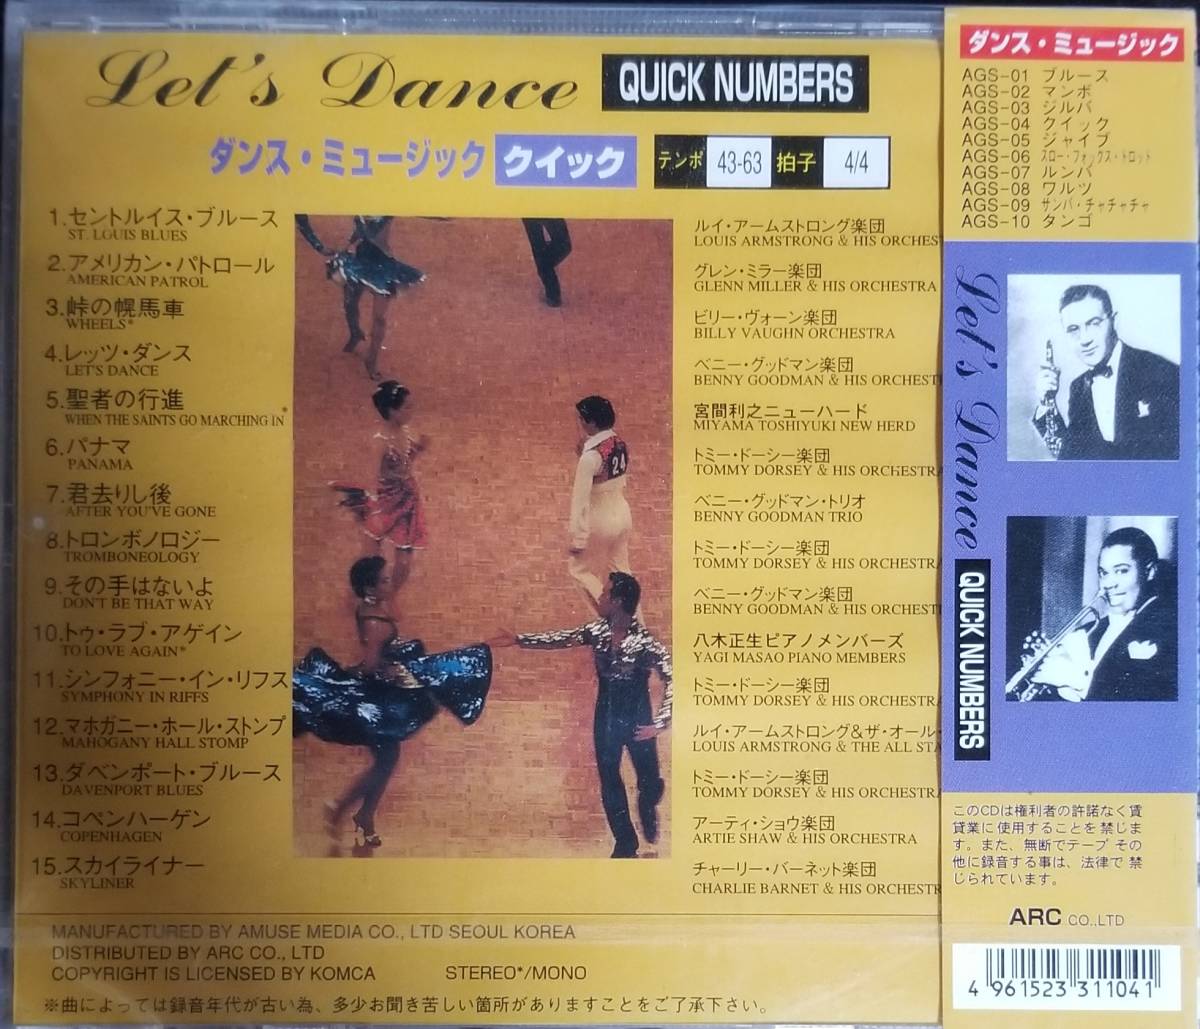 Let's Dance QUICK NUMBERS
ダンス・ミュージック クイック テンポ 43-63 拍子 4/4
1.セントルイス・ブルース
ST. LOUIS BLUES
2.アメリカン・パトロール
AMERICAN PATROL
3.峠の幌馬車
WHEELS*
4.レッツ・ダンス
LET'S DANCE
5.聖者の行進
WHEN THE SAINTS GO MARCHING IN*
6.パナマ
PANAMA
7.君去りし後
AFTER YOU'VE GONE
8.トロンボノロジー
TROMBONEOLOGY
9.その手はないよ
DON'T BE THAT WAY
10.トゥ・ラブ・アゲイン
TO LOVE AGAIN*
11.シンフォニー・イン・リフス
SYMPHONY IN RIFFS
12.マホガニー・ホール・ストンプ
MAHOGANY HALL STOMP
13.ダベンポート・ブルース
DAVENPORT BLUES
14.コペンハーゲン
COPENHAGEN
15.スカイライナー
SKYLINER
24
ルイ・アームストロング楽団
LOUIS ARMSTRONG & HIS ORCHEST
グレン・ミラー楽団
GLENN MILLER & HIS ORCHESTRA
ビリー・ヴォーン楽団
BILLY VAUGHN ORCHESTRA
ベニー・グッドマン楽団
BENNY GOODMAN & HIS ORCHEST
宮間利之ニューハード
MIYAMA TOSHIYUKI NEW HERD
トミー・ドーシー楽団
TOMMY DORSEY & HIS ORCHESTRA
ベニー・グッドマン・トリオ
BENNY GOODMAN TRIO
トミー・ドーシー楽団
TOMMY DORSEY & HIS ORCHESTRA
ベニー・グッドマン楽団
BENNY GOODMAN & HIS ORCHEST
八木正生ピアノメンバーズ
YAGI MASAO PIANO MEMBERS
トミー・ドーシー楽団
TOMMY DORSEY & HIS ORCHESTRA
ルイ・アームストロング&ザ・オール・
LOUIS ARMSTRONG & THE ALL STA
トミー・ドーシー楽団
TOMMY DORSEY & HIS ORCHESTRA
アーティ・ショウ楽団
ARTIE SHAW & HIS ORCHESTRA
チャーリー・バーネット楽団
CHARLIE BARNET & HIS ORCHESTR
MANUFACTURED BY AMUSE MEDIA CO., LTD SEOUL KOREA
DISTRIBUTED BY ARC CO., LTD
COPYRIGHT IS LICENSED BY KOMCA STEREO*/MONO
※曲によっては録音年代が古い為、多少お聞き苦しい箇所がありますことをご了承下さい。
ダンス・ミュージック
AGS-01 ブルース
AGS-02 マンボ
AGS-03 ジルバ
AGS-04 クイック
AGS-05 ジャイブ
AGS-06 スロー・フォックス・トロット
AGS-07 ルンバ
AGS-08 ワルツ
AGS-09 サンバ・チャチャチャ
AGS-10 タンゴ
Let's Dance QUICK NUMBERS
このCDは権利者の許諾なく賃
貸業に使用することを禁じま
す。また、無断でテープ その
他に録音する事は、法律で 禁
じられています。
ARC CO.,LTD
4 961523 311041